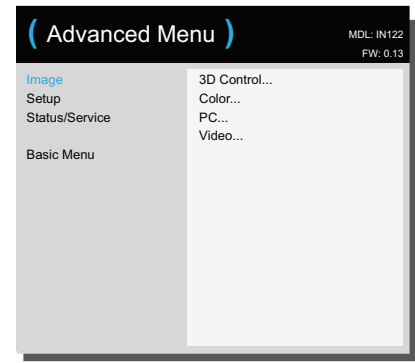 ( Advanced Menu )
MDL: IN122
FW: 0.13
Image
Setup
Status/Service
Basic Menu
3D Control...
Color...
PC...
Video...